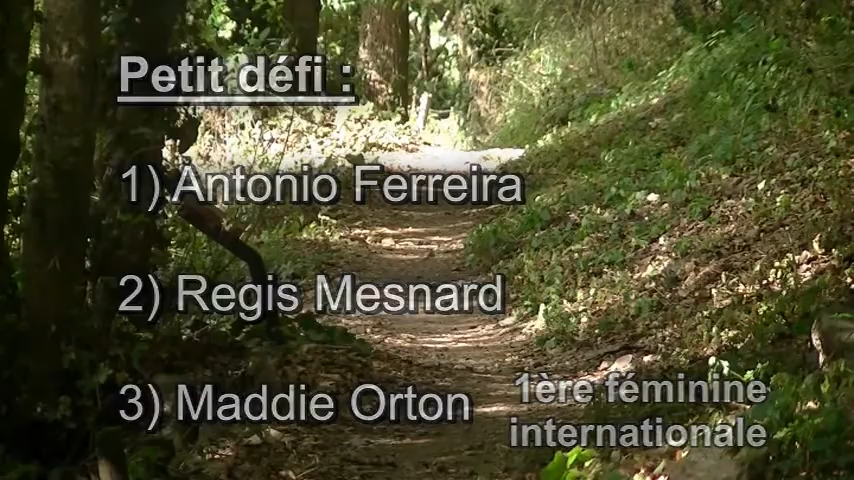 Petit défi :
1) Antonio Ferreira
2) Regis Mesnard
3) Maddie Orton
1ère féminine
internationale